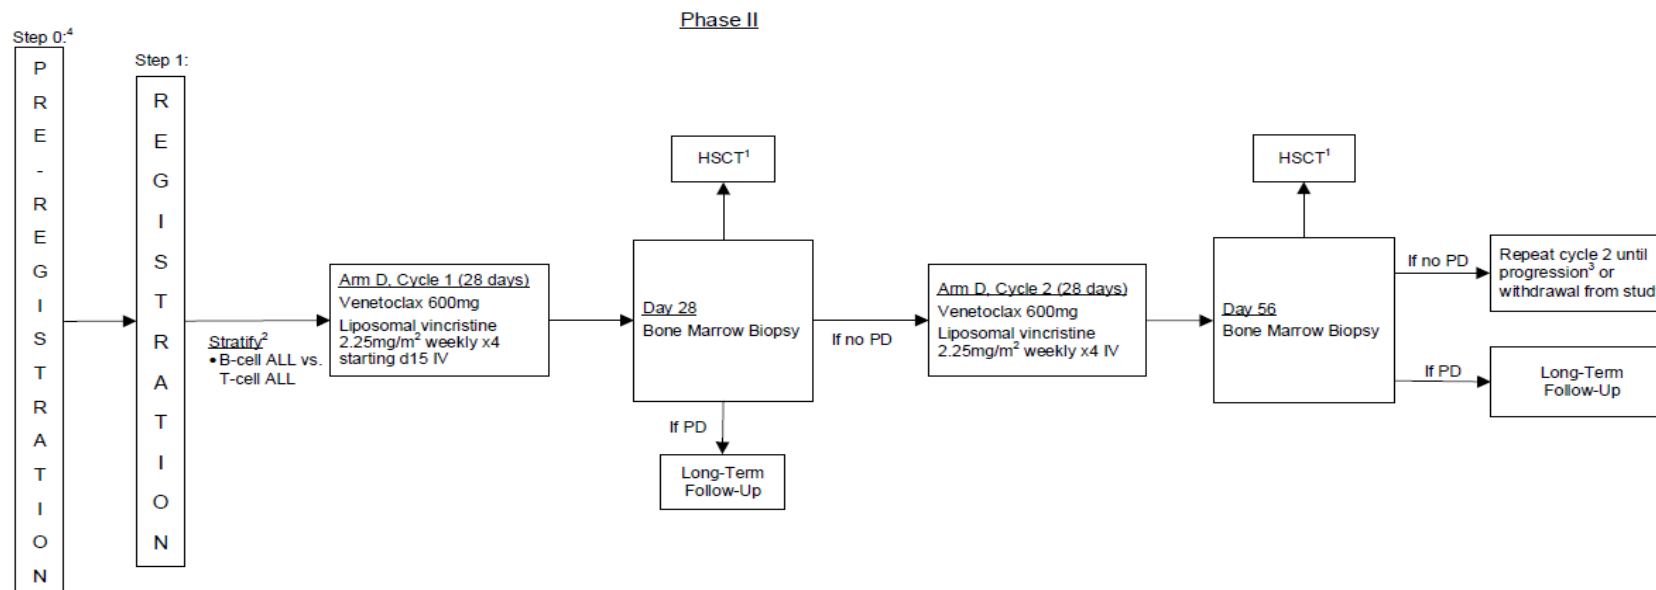 Phase II
Step 0:⁴
PRE-REGISTRATION
Step 1:
REGISTRATION
Stratify²
• B-cell ALL vs.
T-cell ALL
Arm D, Cycle 1 (28 days)
Venetoclax 600mg
Liposomal vincristine
2.25mg/m² weekly x4
starting d15 IV
HSCT¹
Day 28
Bone Marrow Biopsy
If PD
Long-Term
Follow-Up
If no PD
Arm D, Cycle 2 (28 days)
Venetoclax 600mg
Liposomal vincristine
2.25mg/m² weekly x4 IV
HSCT¹
Day 56
Bone Marrow Biopsy
If no PD
Repeat cycle 2 until
progression³ or
withdrawal from stud
If PD
Long-Term
Follow-Up